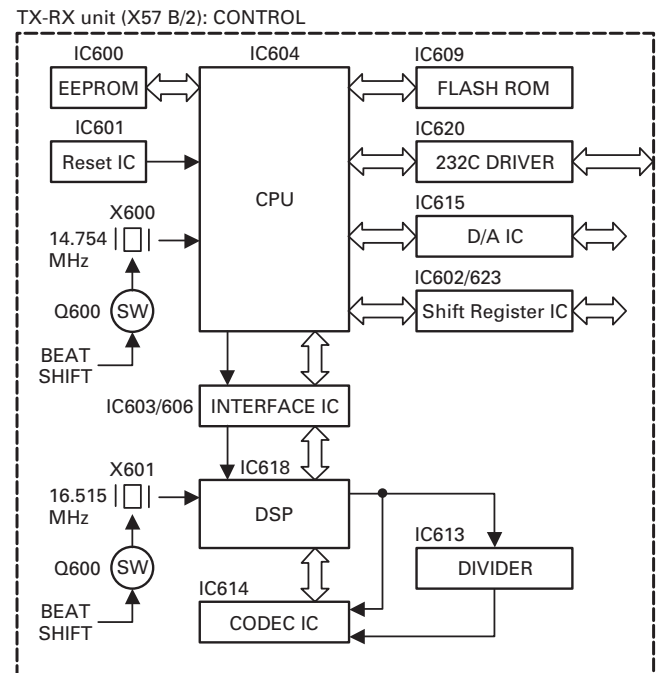 TX-RX unit (X57 B/2): CONTROL
IC600
EEPROM
IC604
CPU
IC609
FLASH ROM
IC601
Reset IC
IC620
232C DRIVER
X600
14.754
MHz
IC615
D/A IC
Q600
SW
IC602/623
Shift Register IC
BEAT
SHIFT
IC603/606
INTERFACE IC
X601
16.515
MHz
IC618
DSP
IC613
DIVIDER
Q600
SW
IC614
CODEC IC
BEAT
SHIFT